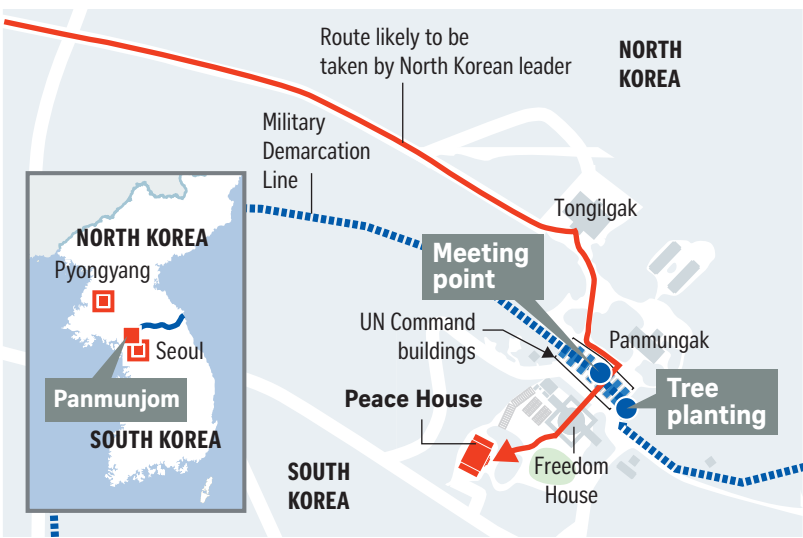 Route likely to be
taken by North Korean leader
NORTH
KOREA
Military
Demarcation
Line
Tongilgak
NORTH KOREA
Pyongyang
Seoul
Panmunjom
SOUTH KOREA
Meeting
point
UN Command
buildings
Panmungak
Peace House
Tree
planting
SOUTH
KOREA
Freedom
House